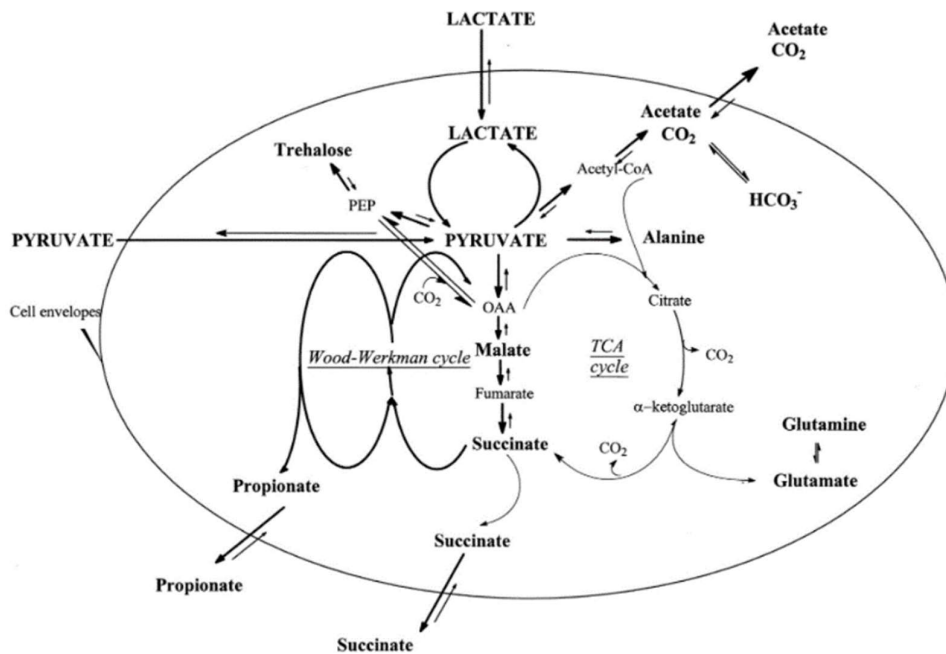 LACTATE
Acetate
CO2
Acetate
CO2
LACTATE
Trehalose
Acetyl-CoA
PEP
HCO3-
PYRUVATE
PYRUVATE
Alanine
CO2
OAA
Citrate
Cell envelopes
Wood-Werkman cycle
Malate
TCA
cycle
CO2
Fumarate
α-ketoglutarate
Glutamine
Succinate
CO2
Glutamate
Propionate
Succinate
Propionate
Succinate